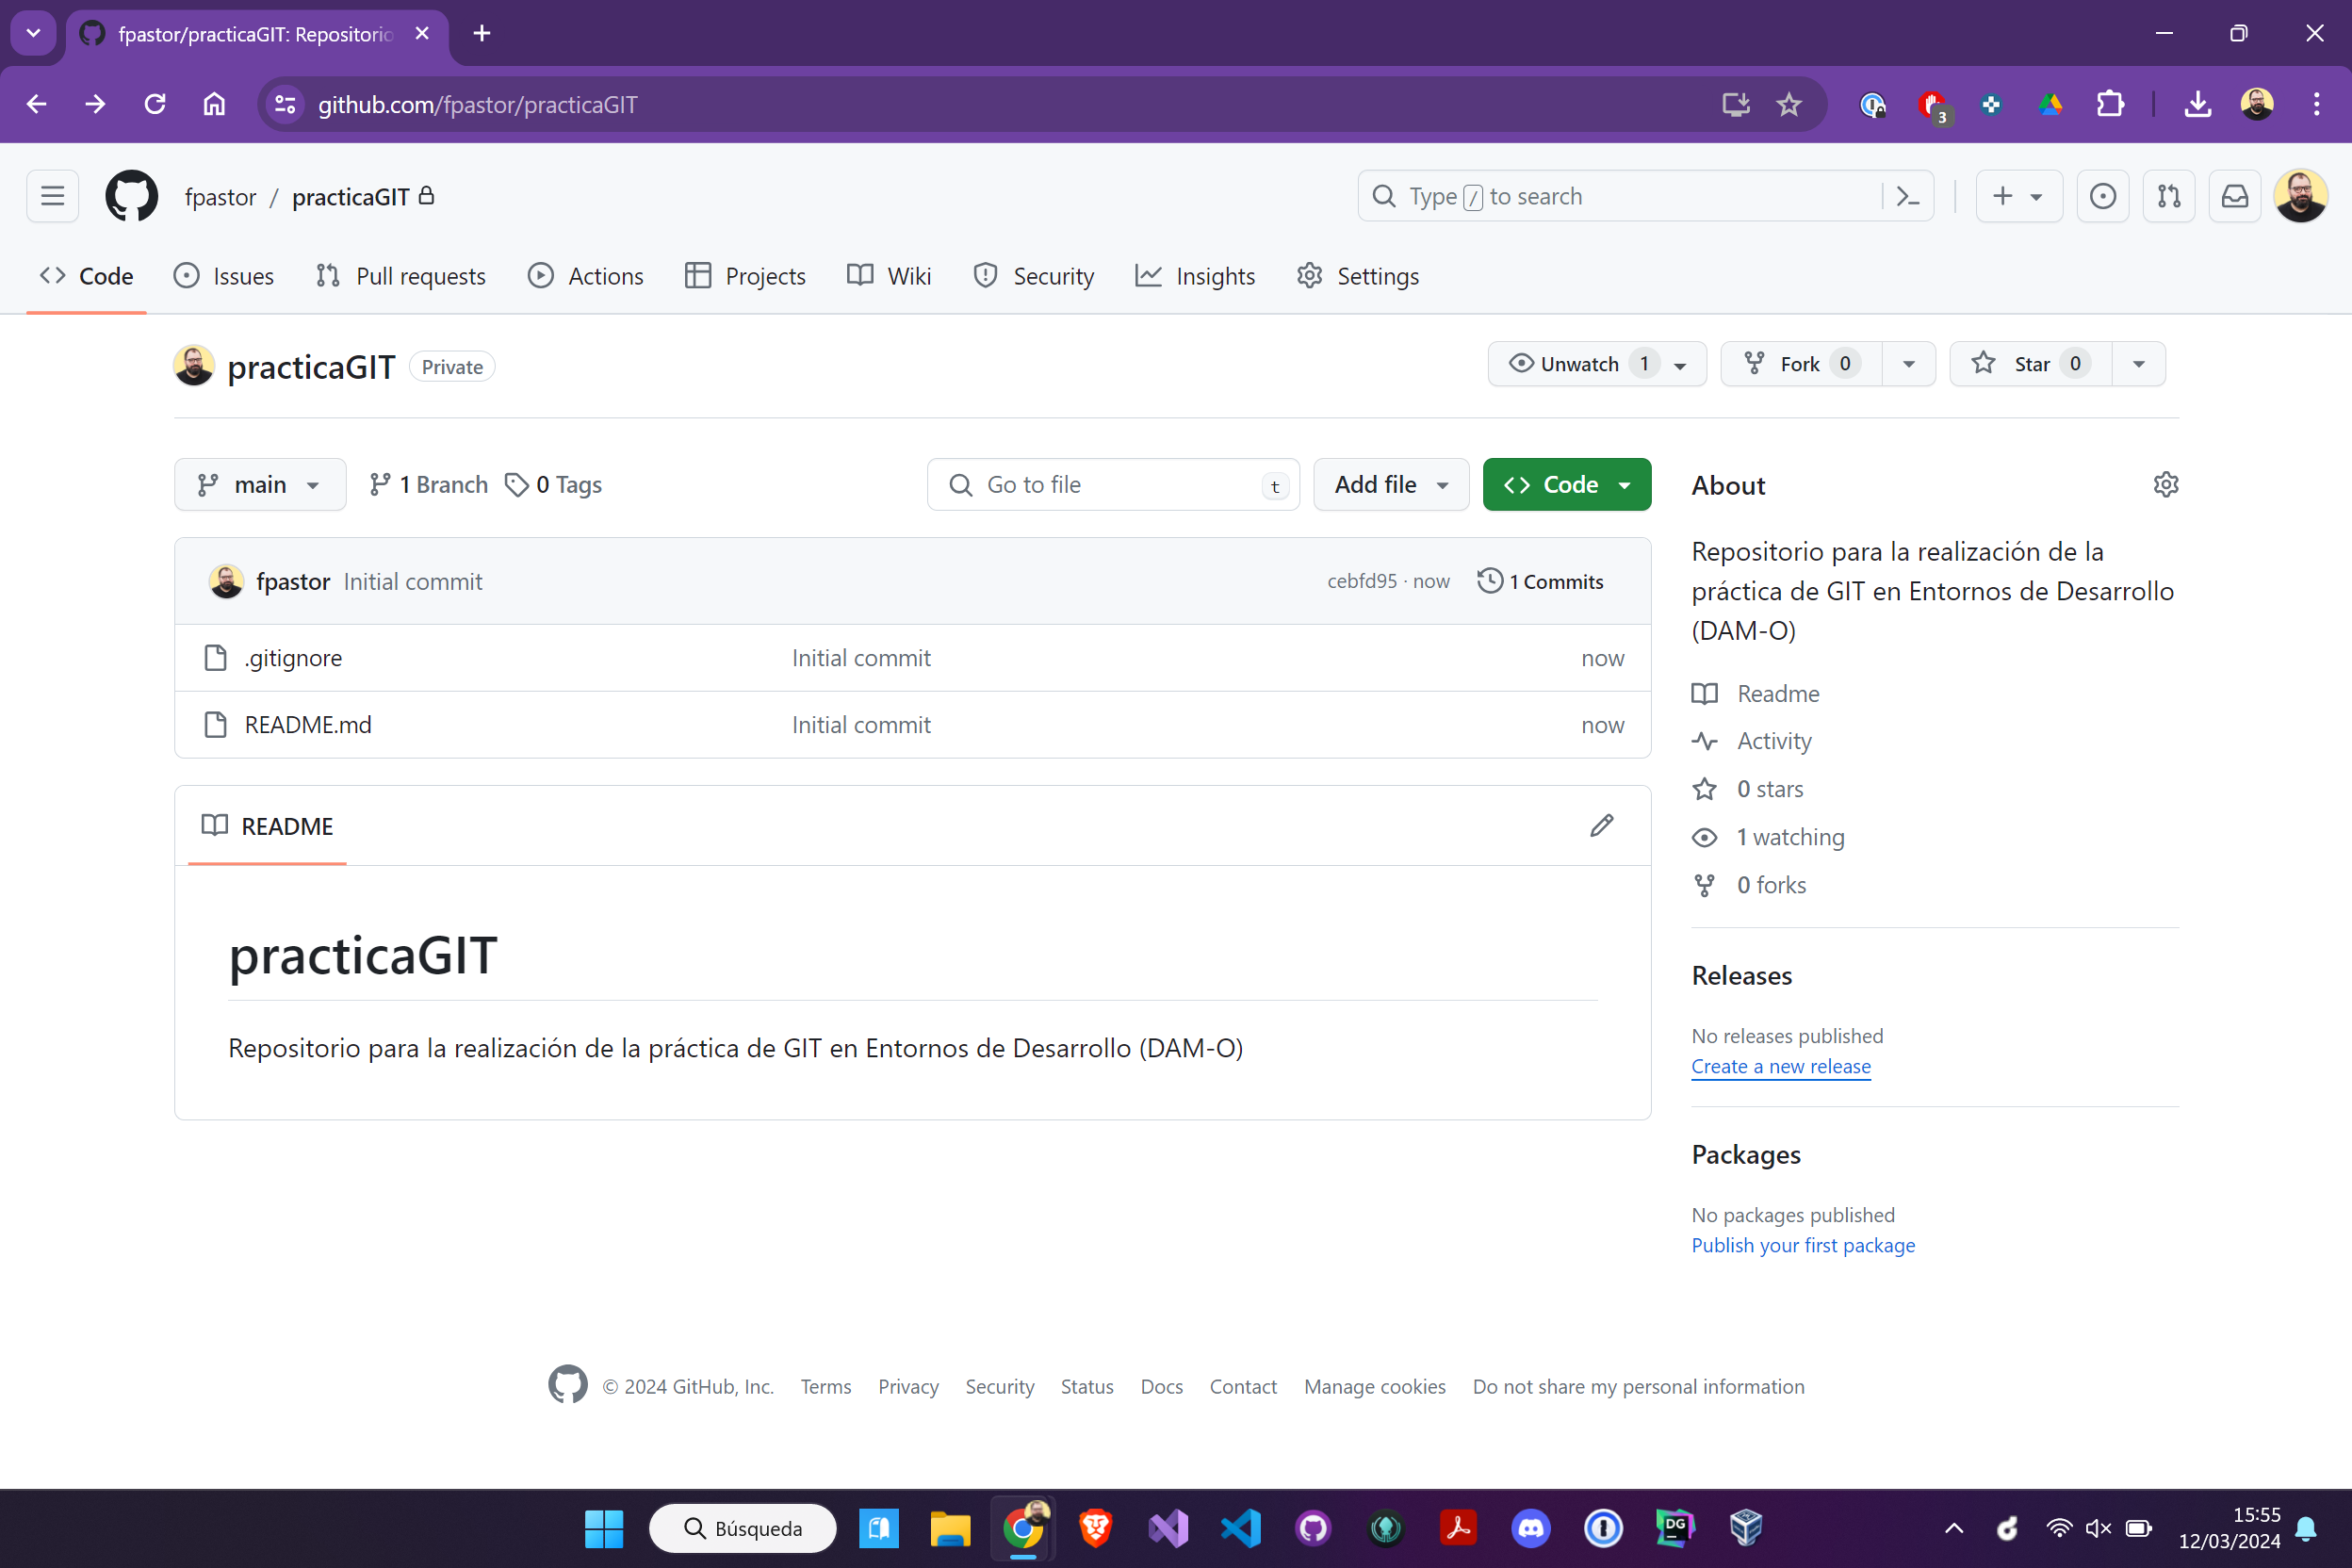 fpastor/practicaGIT: Repositorio
github.com/fpastor/practicaGIT
3
fpastor / practicaGIT
Type / to search
Code Issues Pull requests Actions Projects Wiki Security Insights Settings
practicaGIT Private
Unwatch 1 Fork 0 Star 0
main 1 Branch 0 Tags
Go to file t Add file Code
fpastor Initial commit cebfd95 · now 1 Commits
.gitignore Initial commit now
README.md Initial commit now
README
practicaGIT
Repositorio para la realización de la práctica de GIT en Entornos de Desarrollo (DAM-O)
About
Repositorio para la realización de la
práctica de GIT en Entornos de Desarrollo
(DAM-O)
Readme
Activity
0 stars
1 watching
0 forks
Releases
No releases published
Create a new release
Packages
No packages published
Publish your first package
© 2024 GitHub, Inc. Terms Privacy Security Status Docs Contact Manage cookies Do not share my personal information
Búsqueda
DG
15:55
12/03/2024